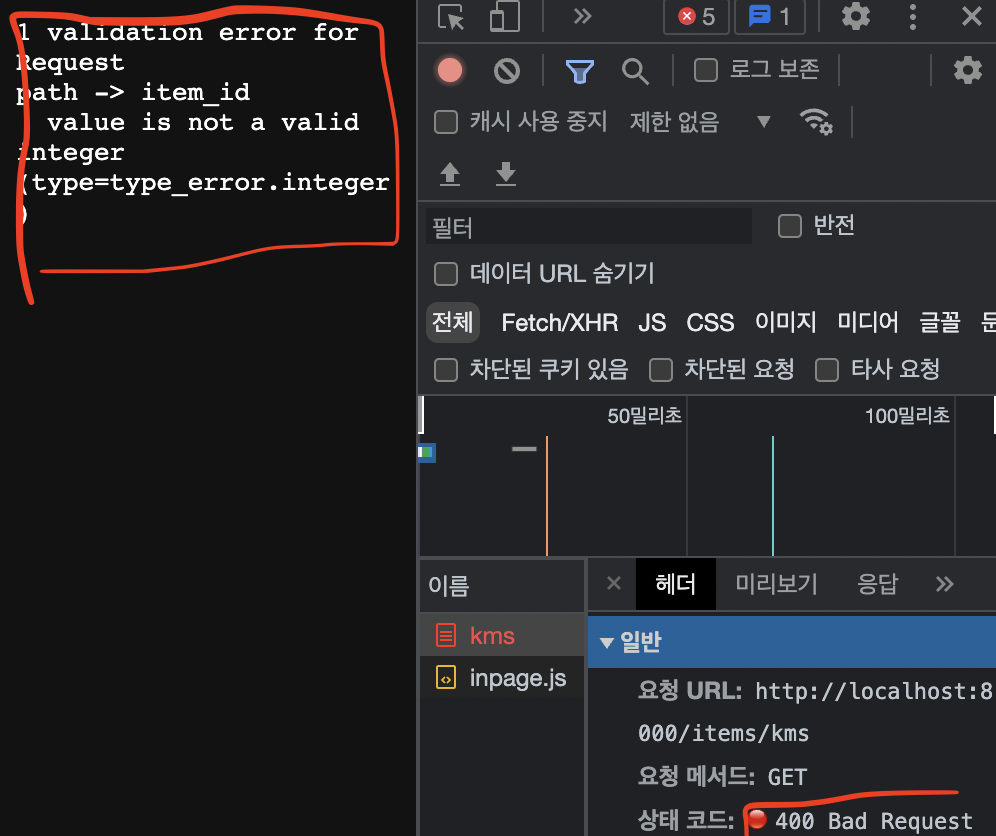 1 validation error for
Request
path -> item_id
value is not a valid
integer
(type=type_error.integer
)
5
1
로그 보존
캐시 사용 중지 제한 없음
필터
반전
데이터 URL 숨기기
전체 Fetch/XHR JS CSS 이미지 미디어 글꼴 문
차단된 쿠키 있음 차단된 요청 타사 요청
50밀리초 100밀리초
이름
헤더 미리보기 응답
kms
inpage.js
일반
요청 URL: http://localhost:8
000/items/kms
요청 메서드: GET
상태 코드: 400 Bad Request